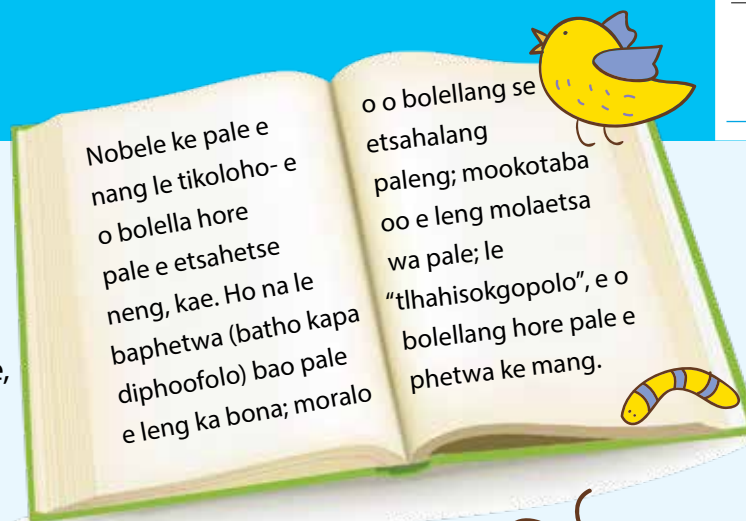 Nobele ke pale e
nang le tikoloho- e
o bolella hore
pale e etsahetse
neng, kae. Ho na le
baphetwa (batho kapa
diphoofolo) bao pale
e leng ka bona; moralo
o o bolellang se
etsahalang
paleng; mookotaba
oo e leng molaetsa
wa pale; le
“tlhahisokgopolo”, e o
bolellang hore pale e
phetwa ke mang.